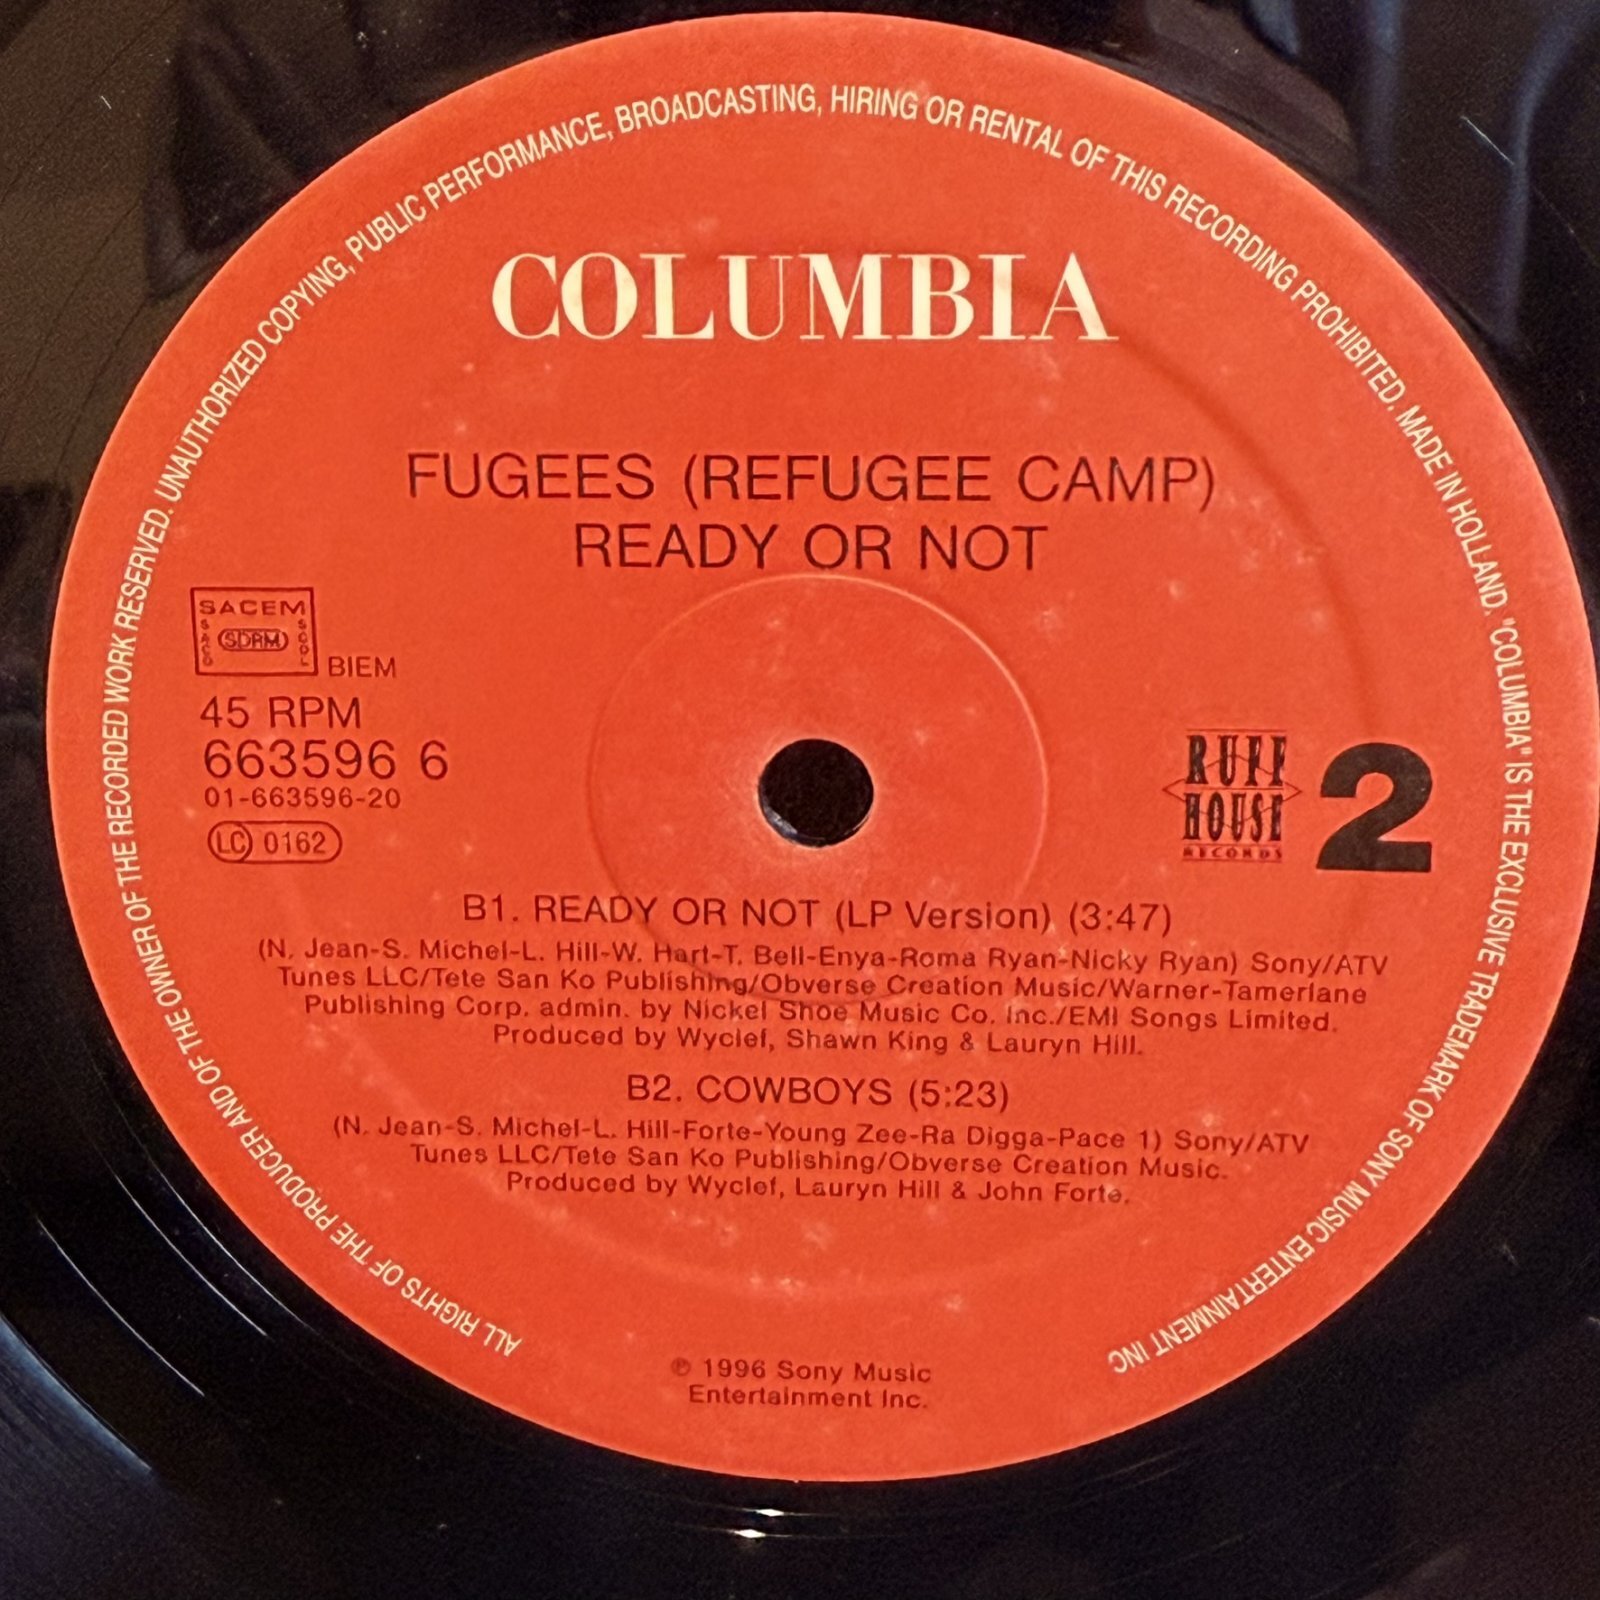 ALL RIGHTS OF THE PRODUCER AND OF THE OWNER OF THE RECORDED WORK RESERVED. UNAUTHORIZED COPYING, PUBLIC PERFORMANCE, BROADCASTING, HIRING OR RENTAL OF THIS RECORDING PROHIBITED. MADE IN HOLLAND. "COLUMBIA" IS THE EXCLUSIVE TRADEMARK OF SONY MUSIC ENTERTAINMENT INC
COLUMBIA
FUGEES (REFUGEE CAMP)
READY OR NOT
SACEM
SACD
SDRM
SCDL
BIEM
45 RPM
663596 6
01-663596-20
LC 0162
RUFF
HOUSE
RECORDS
2
B1. READY OR NOT (LP Version) (3:47)
(N. Jean-S. Michel-L. Hill-W. Hart-T. Bell-Enya-Roma Ryan-Nicky Ryan) Sony/ATV
Tunes LLC/Tete San Ko Publishing/Obverse Creation Music/Warner-Tamerlane
Publishing Corp. admin. by Nickel Shoe Music Co. Inc./EMI Songs Limited.
Produced by Wyclef, Shawn King & Lauryn Hill.
B2. COWBOYS (5:23)
(N. Jean-S. Michel-L. Hill-Forte-Young Zee-Ra Digga-Pace 1) Sony/ATV
Tunes LLC/Tete San Ko Publishing/Obverse Creation Music.
Produced by Wyclef, Lauryn Hill & John Forte.
℗ 1996 Sony Music
Entertainment Inc.